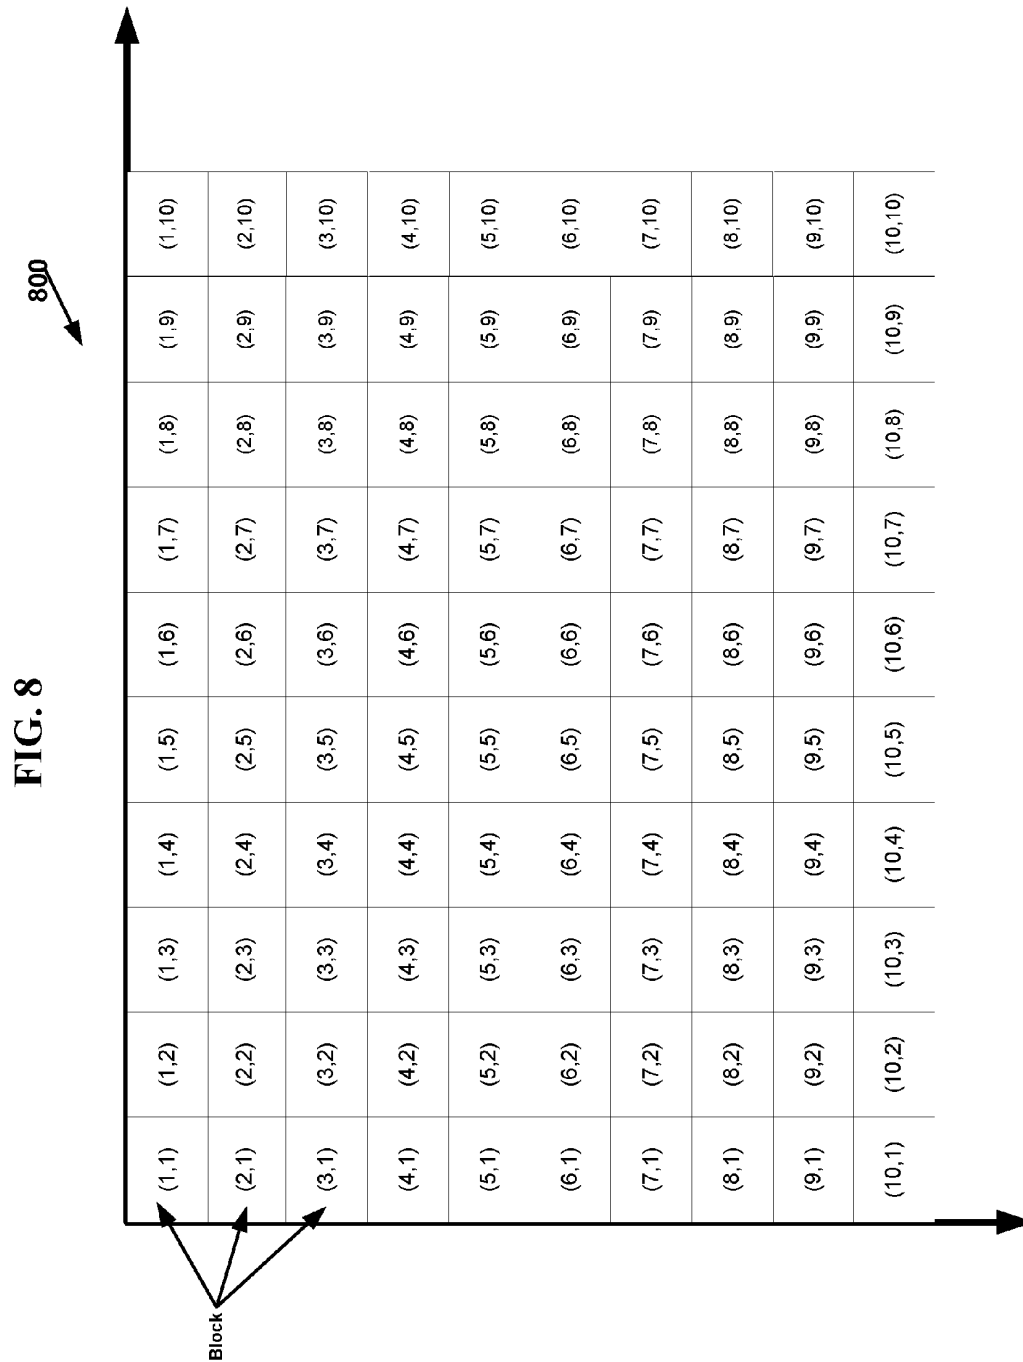 FIG. 8
800
Block
(1,1) (1,2) (1,3) (1,4) (1,5) (1,6) (1,7) (1,8) (1,9) (1,10)
(2,1) (2,2) (2,3) (2,4) (2,5) (2,6) (2,7) (2,8) (2,9) (2,10)
(3,1) (3,2) (3,3) (3,4) (3,5) (3,6) (3,7) (3,8) (3,9) (3,10)
(4,1) (4,2) (4,3) (4,4) (4,5) (4,6) (4,7) (4,8) (4,9) (4,10)
(5,1) (5,2) (5,3) (5,4) (5,5) (5,6) (5,7) (5,8) (5,9) (5,10)
(6,1) (6,2) (6,3) (6,4) (6,5) (6,6) (6,7) (6,8) (6,9) (6,10)
(7,1) (7,2) (7,3) (7,4) (7,5) (7,6) (7,7) (7,8) (7,9) (7,10)
(8,1) (8,2) (8,3) (8,4) (8,5) (8,6) (8,7) (8,8) (8,9) (8,10)
(9,1) (9,2) (9,3) (9,4) (9,5) (9,6) (9,7) (9,8) (9,9) (9,10)
(10,1) (10,2) (10,3) (10,4) (10,5) (10,6) (10,7) (10,8) (10,9) (10,10)